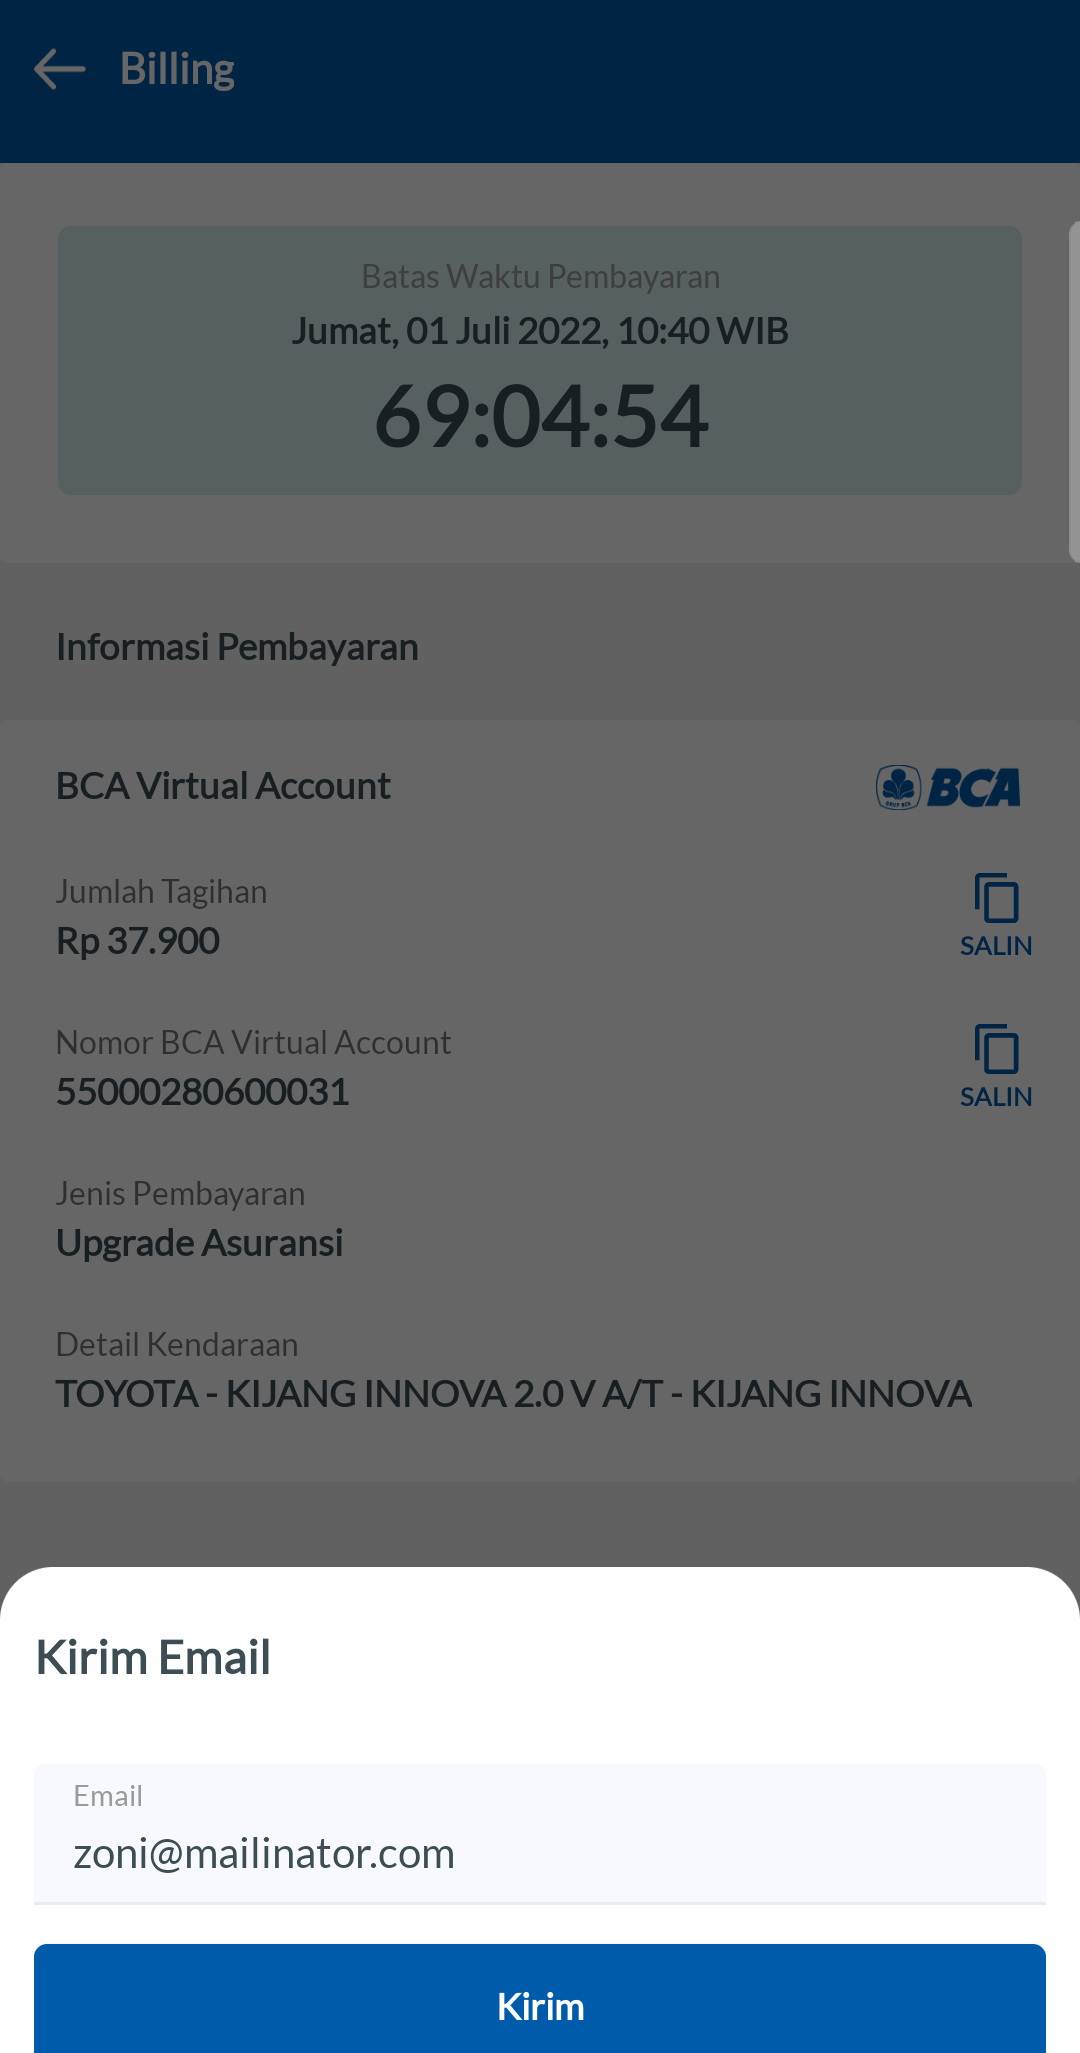 Billing
Batas Waktu Pembayaran
Jumat, 01 Juli 2022, 10:40 WIB
69:04:54
Informasi Pembayaran
BCA Virtual Account
BCA
Jumlah Tagihan
Rp 37.900
SALIN
Nomor BCA Virtual Account
55000280600031
SALIN
Jenis Pembayaran
Upgrade Asuransi
Detail Kendaraan
TOYOTA - KIJANG INNOVA 2.0 V A/T - KIJANG INNOVA
Kirim Email
Email
zoni@mailinator.com
Kirim